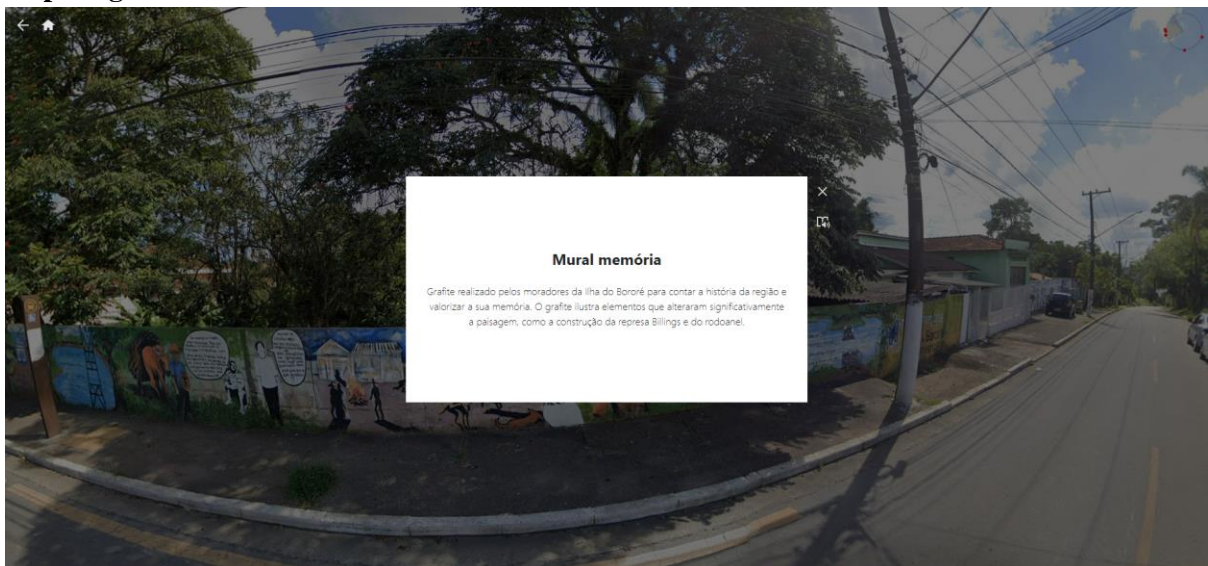 Mural memória
Grafite realizado pelos moradores da Ilha do Bororé para contar a história da região e
valorizar a sua memória. O grafite ilustra elementos que alteraram significativamente
a paisagem, como a construção da represa Billings e do rodoanel.